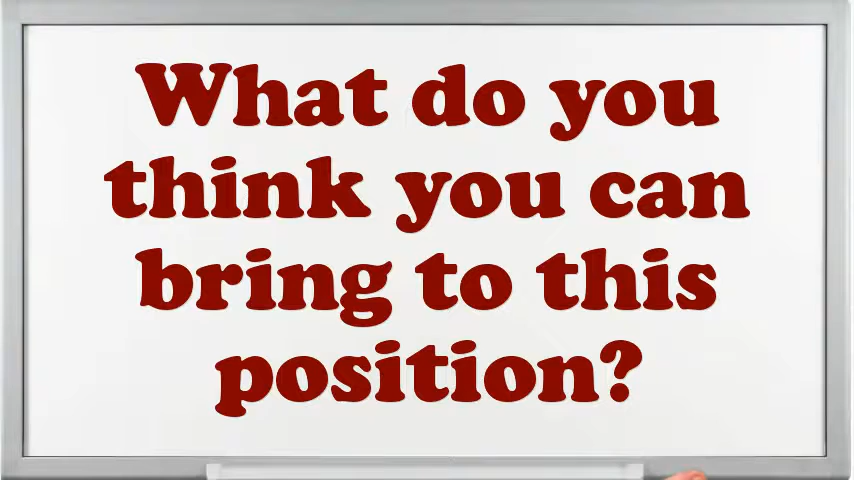 What do you
think you can
bring to this
position?